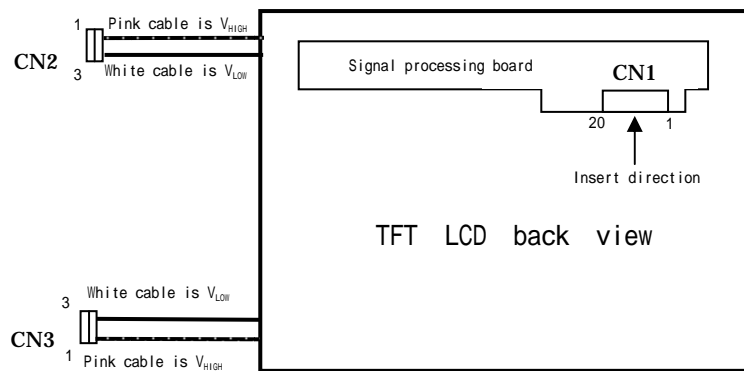 1 Pink cable is V_HIGH
CN2
3 White cable is V_LOW
Signal processing board
CN1
20 1
Insert direction
TFT LCD back view
3 White cable is V_LOW
CN3
1 Pink cable is V_HIGH